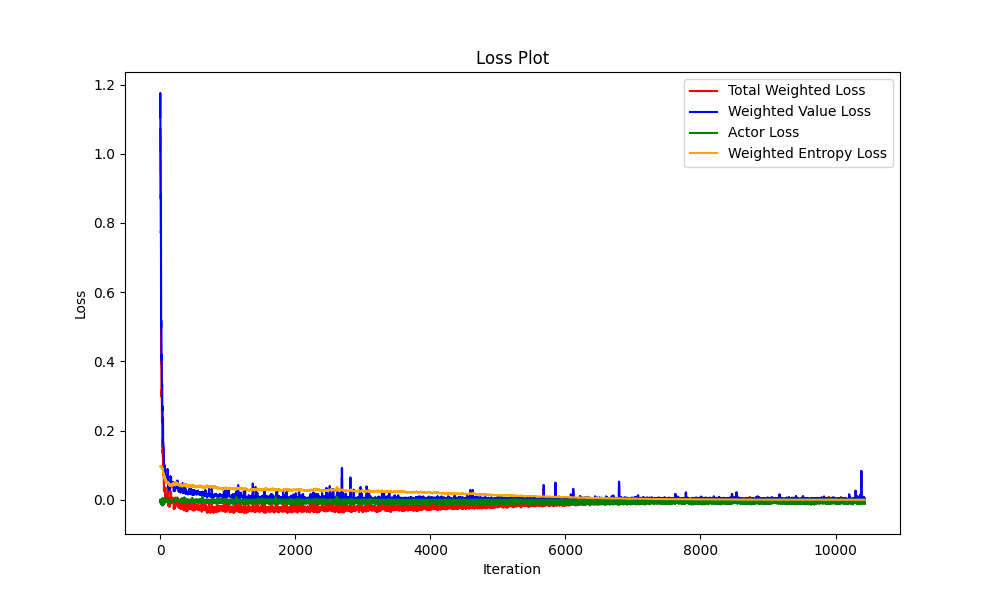 Loss Plot
Total Weighted Loss
Weighted Value Loss
Actor Loss
Weighted Entropy Loss
1.2
1.0
0.8
0.6
0.4
0.2
0.0
Loss
0
2000
4000
6000
8000
10000
Iteration